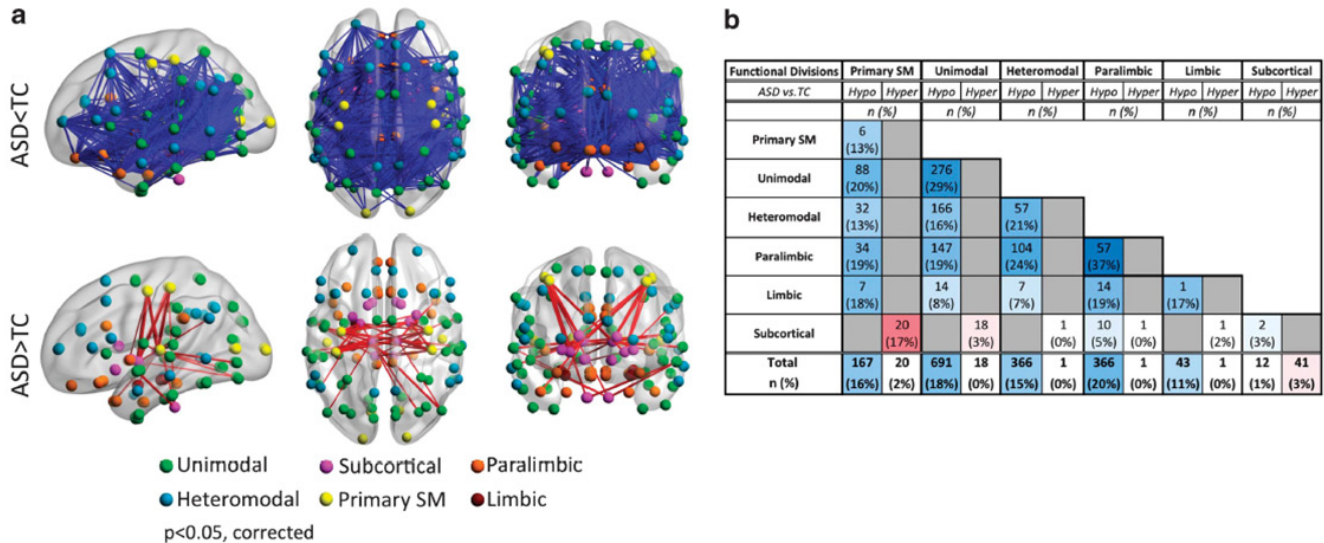 a
b
ASD<TC
ASD>TC
Unimodal Subcortical Paralimbic
Heteromodal Primary SM Limbic
p<0.05, corrected
Functional Divisions Primary SM Unimodal Heteromodal Paralimbic Limbic Subcortical
ASD vs.TC Hypo Hyper Hypo Hyper Hypo Hyper Hypo Hyper Hypo Hyper Hypo Hyper
n (%) n (%) n (%) n (%) n (%) n (%)
Primary SM 6
(13%)
Unimodal 88 276
(20%) (29%)
Heteromodal 32 166 57
(13%) (16%) (21%)
Paralimbic 34 147 104 57
(19%) (19%) (24%) (37%)
Limbic 7 14 7 14 1
(18%) (8%) (7%) (19%) (17%)
Subcortical 20 18 1 10 1 1 2
(17%) (3%) (0%) (5%) (0%) (2%) (3%)
Total 167 20 691 18 366 1 366 1 43 1 12 41
n (%) (16%) (2%) (18%) (0%) (15%) (0%) (20%) (0%) (11%) (0%) (1%) (3%)